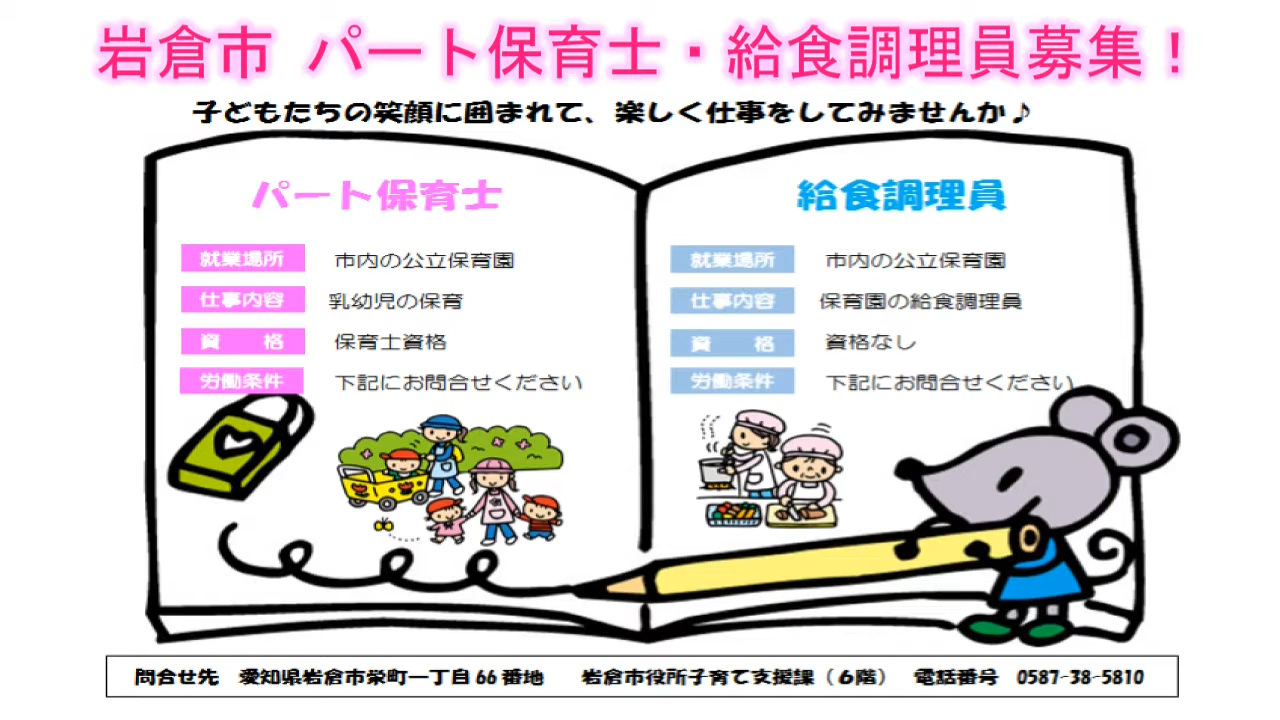 岩倉市 パート保育士・給食調理員募集！
子どもたちの笑顔に囲まれて、楽しく仕事をしてみませんか♪
パート保育士
就業場所 市内の公立保育園
仕事内容 乳幼児の保育
資　　格 保育士資格
労働条件 下記にお問合せください
給食調理員
就業場所 市内の公立保育園
仕事内容 保育園の給食調理員
資　　格 資格なし
労働条件 下記にお問合せください
問合せ先　愛知県岩倉市栄町一丁目66番地　岩倉市役所子育て支援課（6階）　電話番号　0587-38-5810